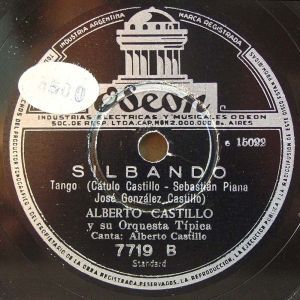 INDUSTRIA ARGENTINA
MARCA REGISTRADA
Odeon
INDUSTRIAS ELECTRICAS Y MUSICALES ODEON
SOC. DE RESP. LTDA. CAP. M$N 2.000.000 Bs. AIRES
e 15092
SILBANDO
Tango (Cátulo Castillo - Sebastián Piana
José González Castillo)
ALBERTO CASTILLO
y su Orquesta Típica
Canta: Alberto Castillo
7719 B
Standard